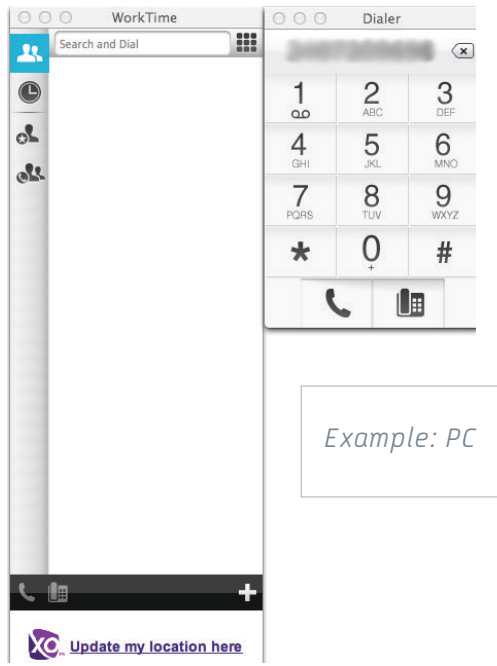 WorkTime
Search and Dial
Dialer
1
2
ABC
3
DEF
4
GHI
5
JKL
6
MNO
7
PQRS
8
TUV
9
WXYZ
*
0
+
#
Example: PC
XO
Update my location here